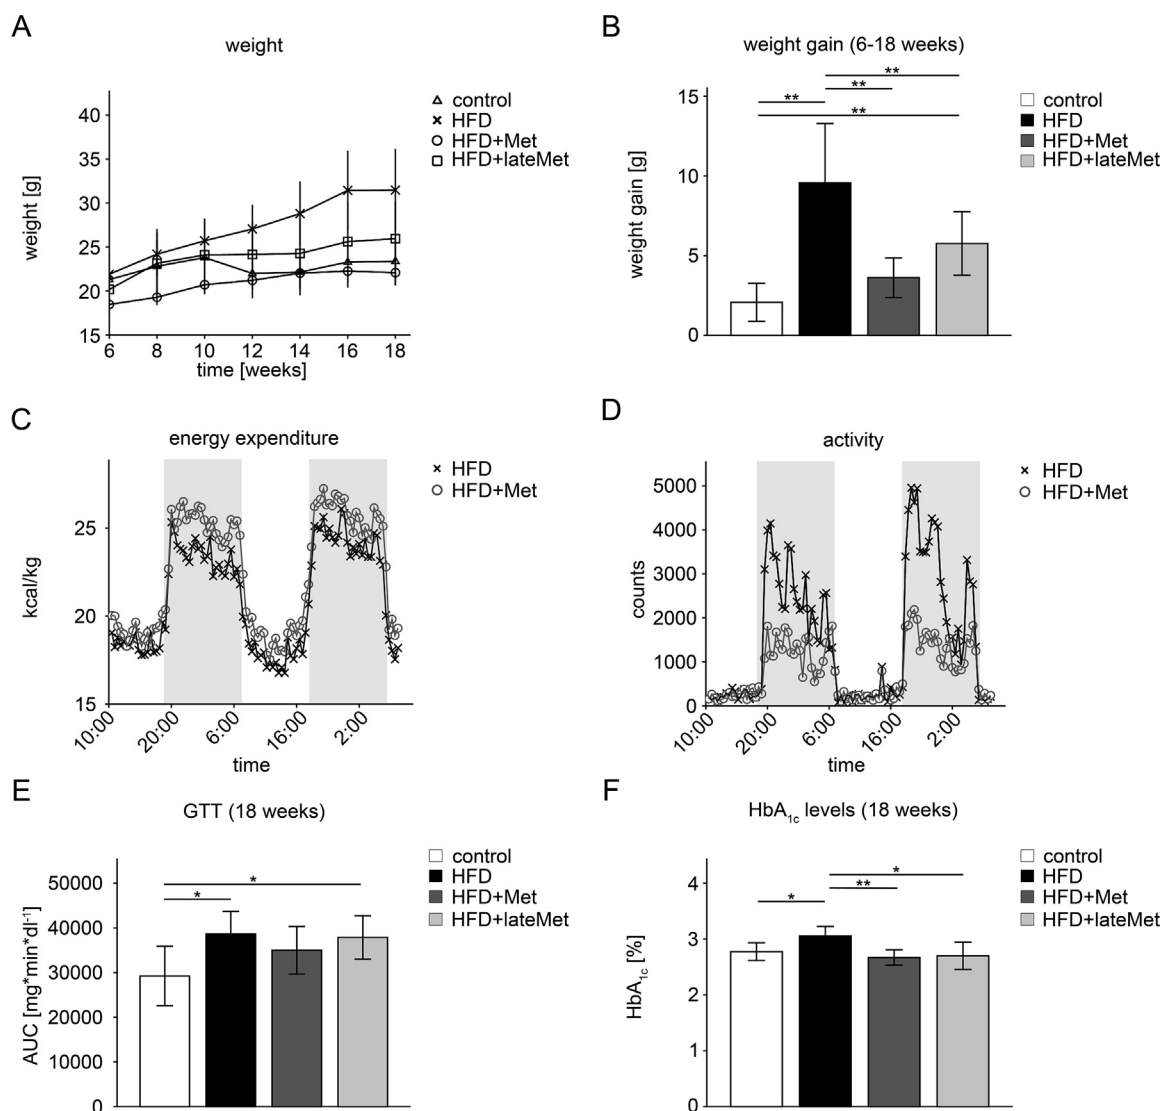 A
weight
weight [g]
40
35
30
25
20
15
6 8 10 12 14 16 18
time [weeks]
control
HFD
HFD+Met
HFD+lateMet
B
weight gain (6-18 weeks)
weight gain [g]
15
10
5
0
** ** ** **
control
HFD
HFD+Met
HFD+lateMet
C
energy expenditure
kcal/kg
25
20
15
10:00 20:00 6:00 16:00 2:00
time
HFD
HFD+Met
D
activity
counts
5000
4000
3000
2000
1000
0
10:00 20:00 6:00 16:00 2:00
time
HFD
HFD+Met
E
GTT (18 weeks)
AUC [mg*min*dl-1]
50000
40000
30000
20000
10000
0
* *
control
HFD
HFD+Met
HFD+lateMet
F
HbA1c levels (18 weeks)
HbA1c [%]
4
3
2
1
0
* ** *
control
HFD
HFD+Met
HFD+lateMet